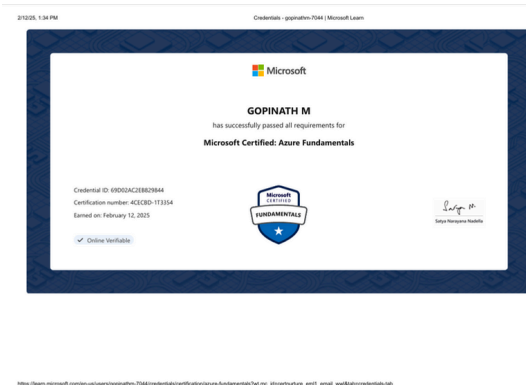 2/12/25, 1:34 PM Credentials - gopinathm-7044 | Microsoft Learn
Microsoft
GOPINATH M
has successfully passed all requirements for
Microsoft Certified: Azure Fundamentals
Credential ID: 69D02AC2E8829844
Certification number: 4CECBD-1T3354
Earned on: February 12, 2025
Online Verifiable
Microsoft
CERTIFIED
FUNDAMENTALS
Satya N.
Satya Narayana Nadella